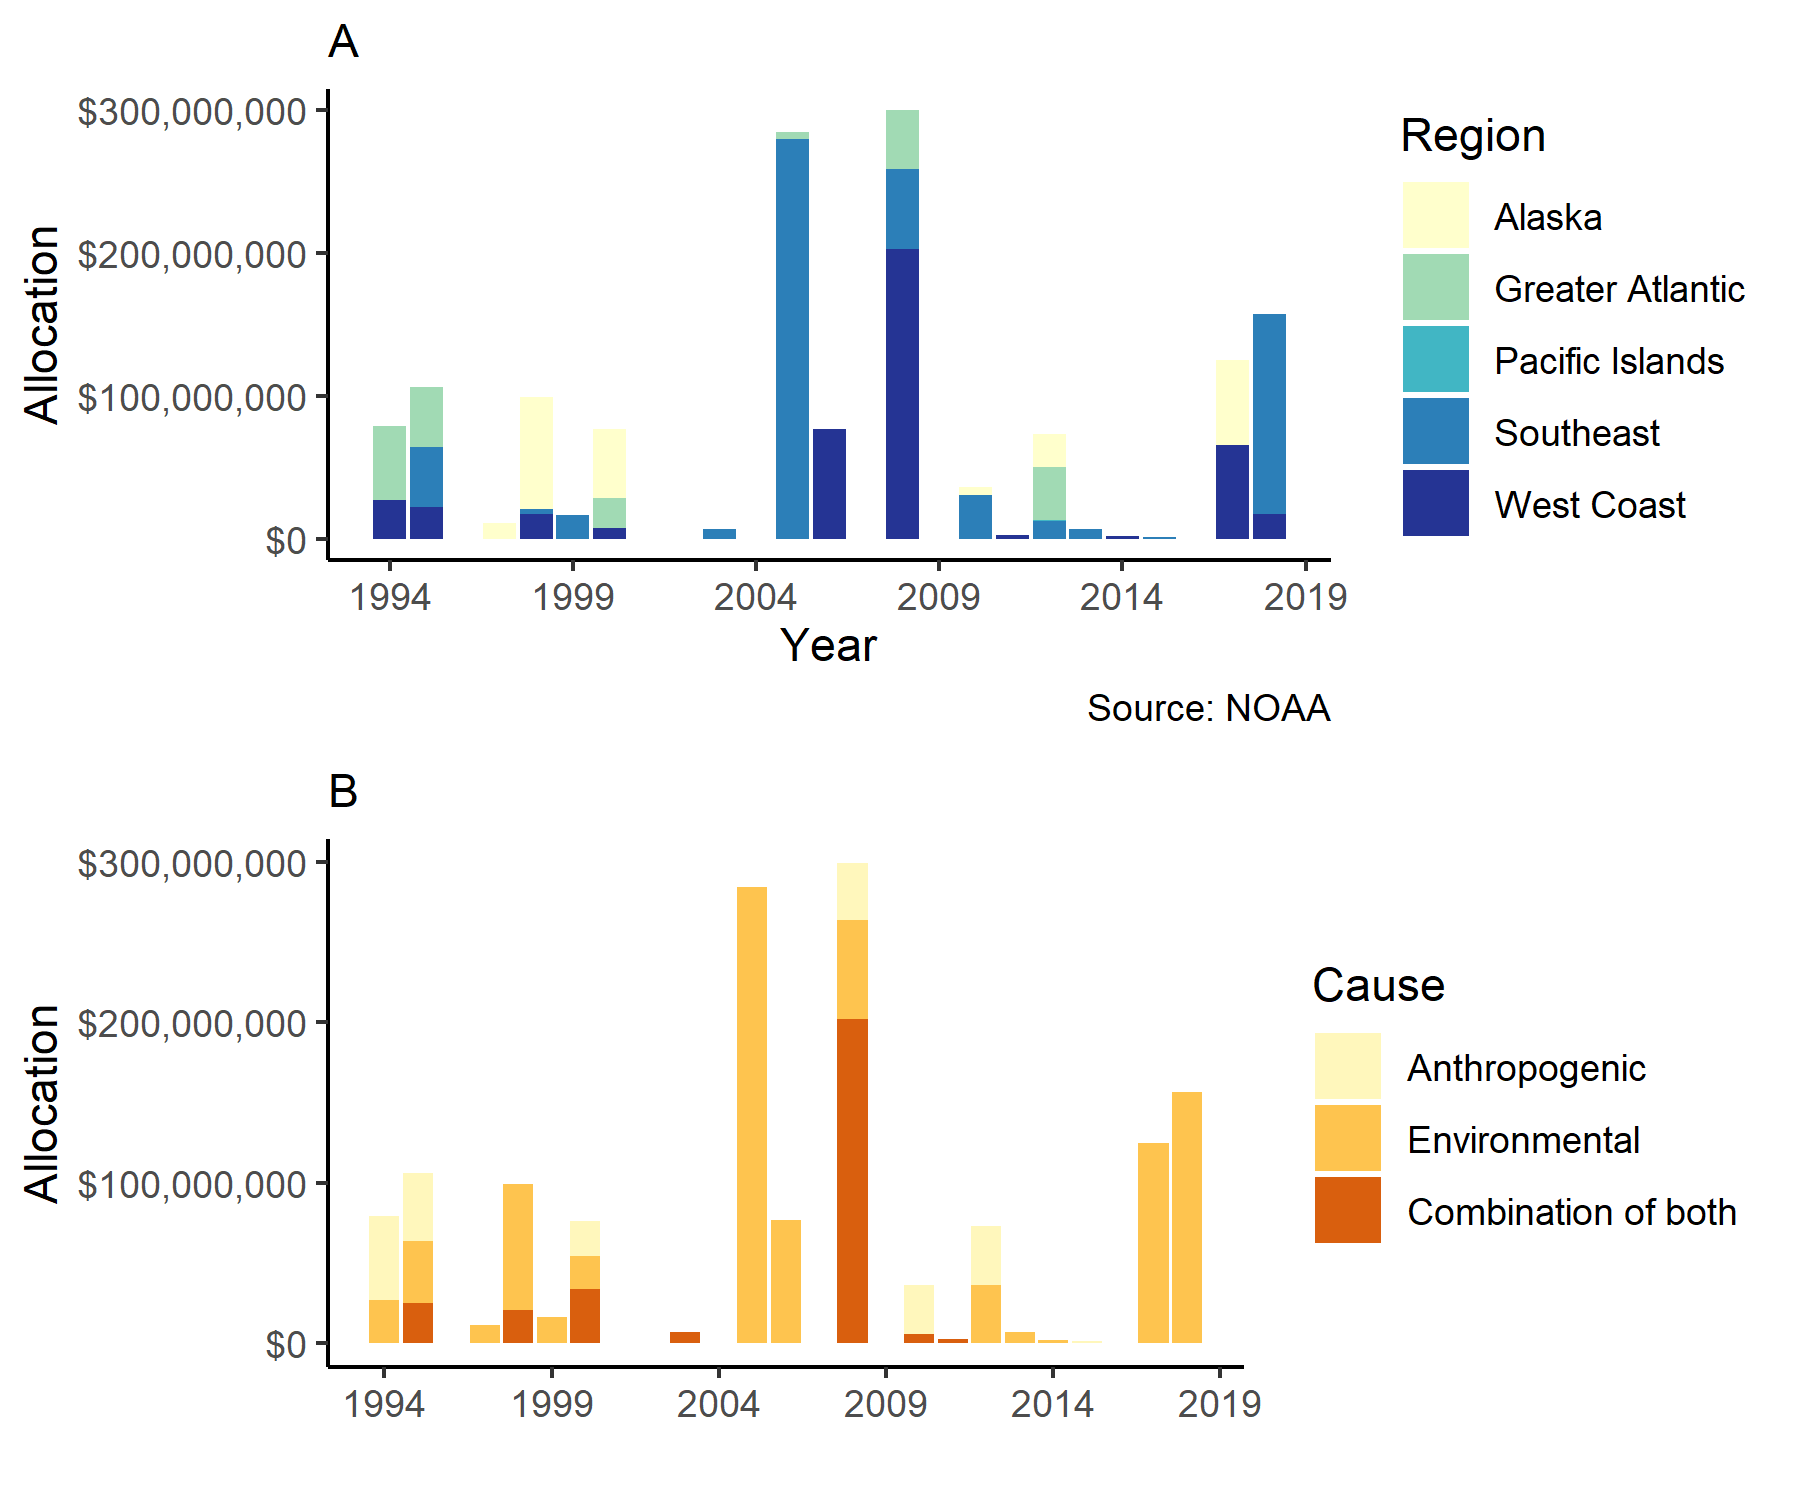 A
$300,000,000
$200,000,000
$100,000,000
$0
Allocation
1994 1999 2004 2009 2014 2019
Year
Source: NOAA
Region
Alaska
Greater Atlantic
Pacific Islands
Southeast
West Coast
B
$300,000,000
$200,000,000
$100,000,000
$0
Allocation
1994 1999 2004 2009 2014 2019
Cause
Anthropogenic
Environmental
Combination of both